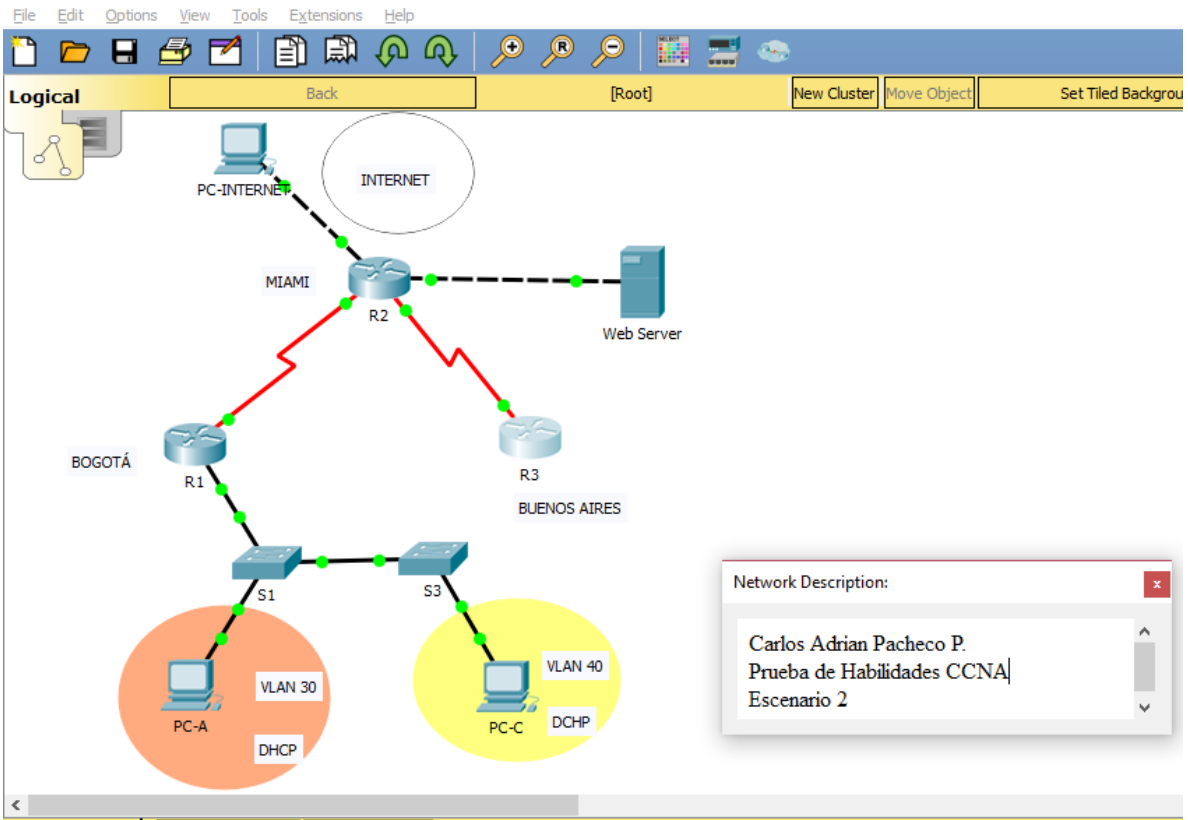 File Edit Options View Tools Extensions Help
Logical
Back
[Root]
New Cluster
Move Object
Set Tiled Backgrou
PC-INTERNET
INTERNET
MIAMI
R2
Web Server
BOGOTÁ
R1
R3
BUENOS AIRES
S1
S3
VLAN 30
PC-A
DHCP
VLAN 40
PC-C
DCHP
Network Description:
Carlos Adrian Pacheco P.
Prueba de Habilidades CCNA
Escenario 2